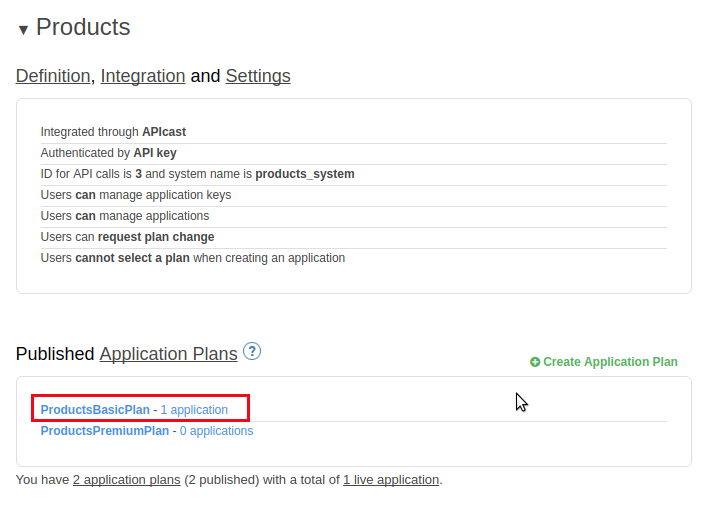 Products
Definition, Integration and Settings
Integrated through APIcast
Authenticated by API key
ID for API calls is 3 and system name is products_system
Users can manage application keys
Users can manage applications
Users can request plan change
Users cannot select a plan when creating an application
Published Application Plans ?
Create Application Plan
ProductsBasicPlan - 1 application
ProductsPremiumPlan - 0 applications
You have 2 application plans (2 published) with a total of 1 live application.